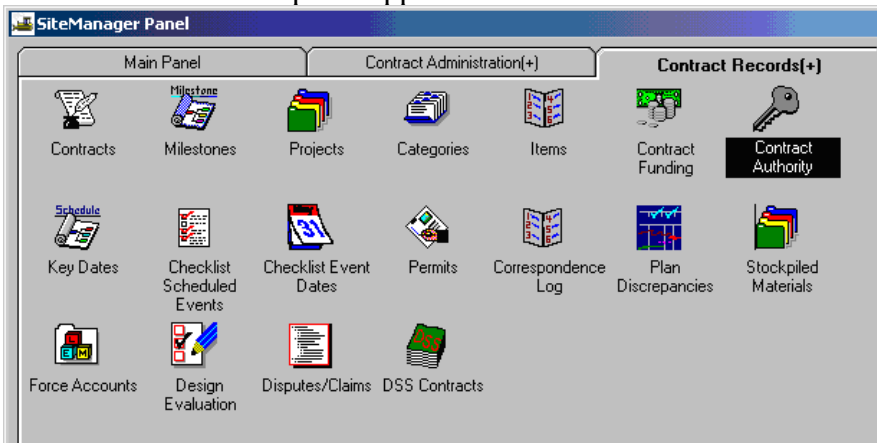 SiteManager Panel
Main Panel
Contract Administration(+)
Contract Records(+)
Milestone
Contracts
Milestones
Projects
Categories
Items
Contract
Funding
Contract
Authority
Schedule
31
Key Dates
Checklist
Scheduled
Events
Checklist Event
Dates
Permits
Correspondence
Log
Plan
Discrepancies
Stockpiled
Materials
L
E M
DSS
Force Accounts
Design
Evaluation
Disputes/Claims
DSS Contracts